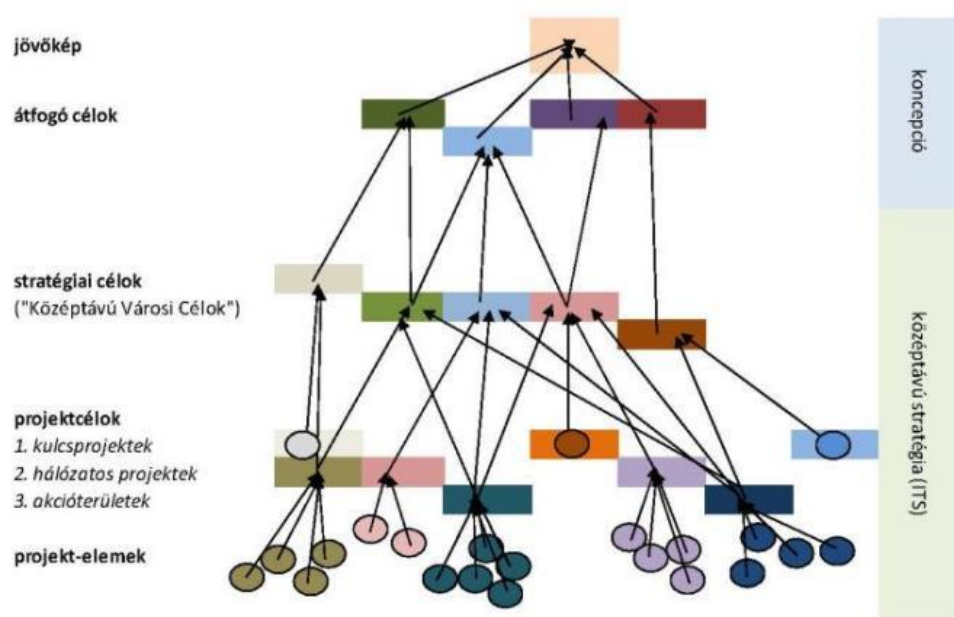 jövőkép
átfogó célok
stratégiai célok
("Középtávú Városi Célok")
projektcélok
1. kulcsprojektek
2. hálózatos projektek
3. akcióterületek
projekt-elemek
koncepció
középtávú stratégia (ITS)